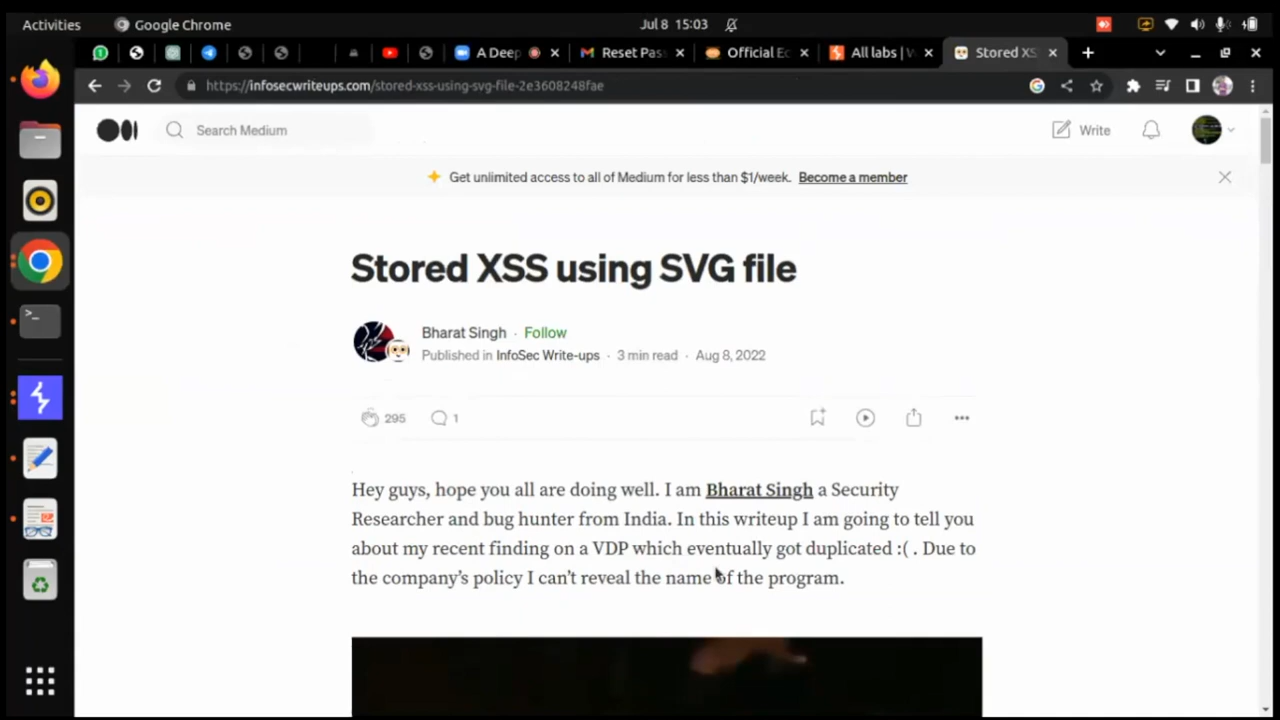 Activities
Google Chrome
Jul 8 15:03
A Deep
Reset Pas
Official Ec
All labs | W
Stored XS
https://infosecwriteups.com/stored-xss-using-svg-file-2e3608248fae
Search Medium
Write
Get unlimited access to all of Medium for less than $1/week. Become a member
Stored XSS using SVG file
Bharat Singh · Follow
Published in InfoSec Write-ups · 3 min read · Aug 8, 2022
295
1
Hey guys, hope you all are doing well. I am Bharat Singh a Security
Researcher and bug hunter from India. In this writeup I am going to tell you
about my recent finding on a VDP which eventually got duplicated :( . Due to
the company's policy I can't reveal the name of the program.